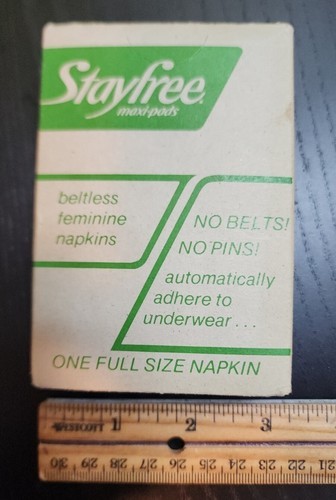 Stayfree.
maxi-pads
beltless
feminine
napkins
NO BELTS!
NO PINS!
automatically
adhere to
underwear...
ONE FULL SIZE NAPKIN
1 2 3
30 29 28 27 26 25 24 23 22 21